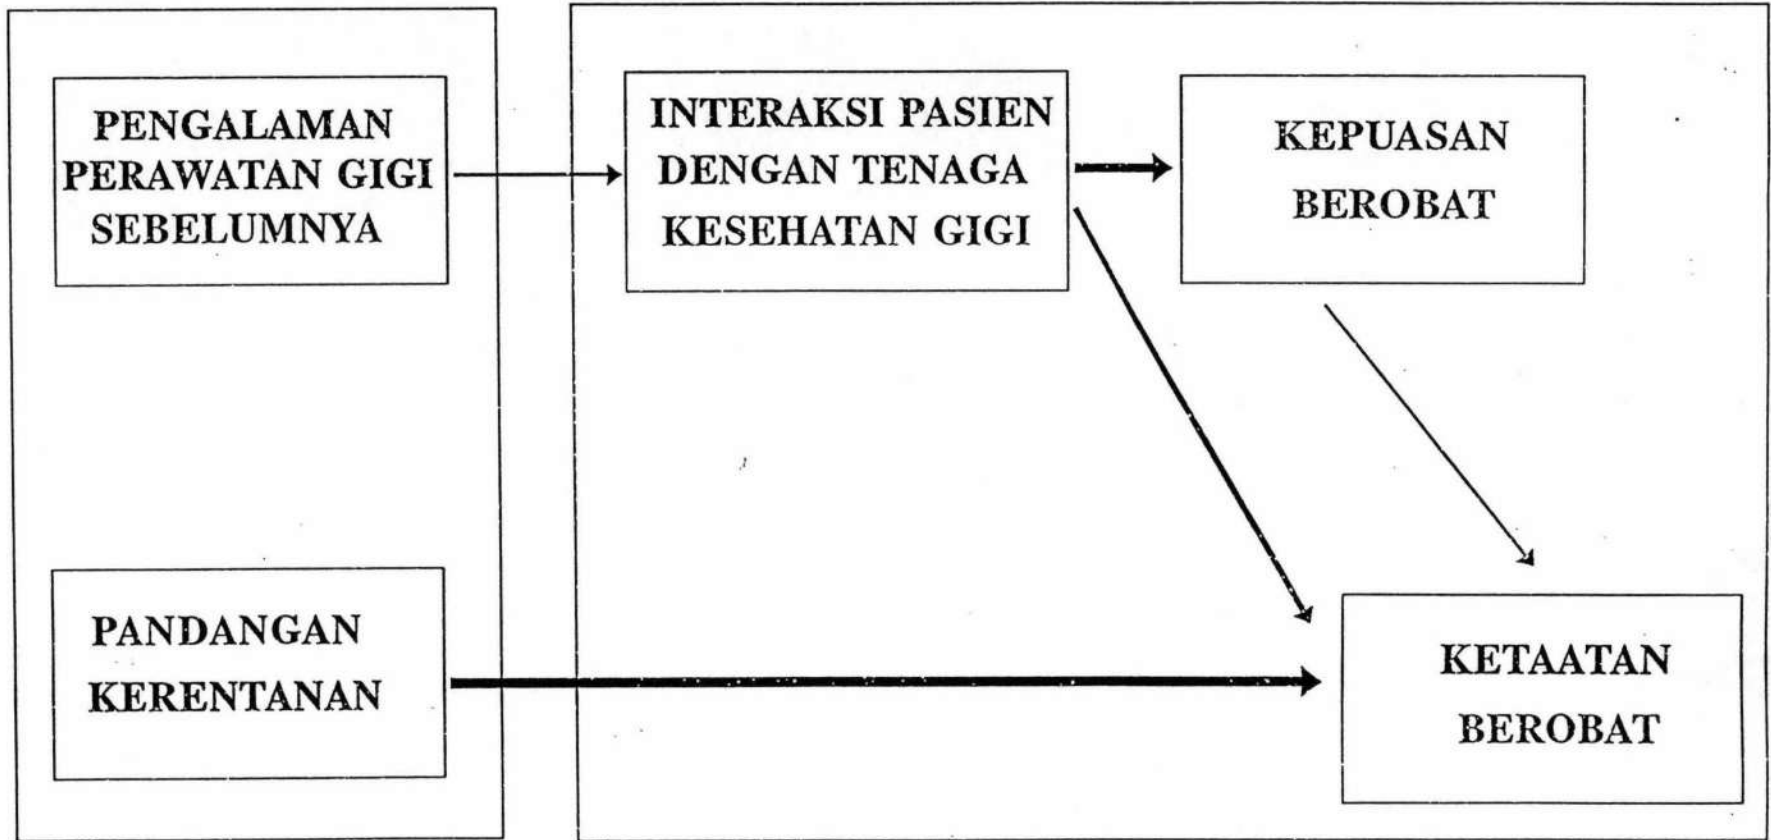 PENGALAMAN
PERAWATAN GIGI
SEBELUMNYA
INTERAKSI PASIEN
DENGAN TENAGA
KESEHATAN GIGI
KEPUASAN
BEROBAT
PANDANGAN
KERENTANAN
KETAATAN
BEROBAT